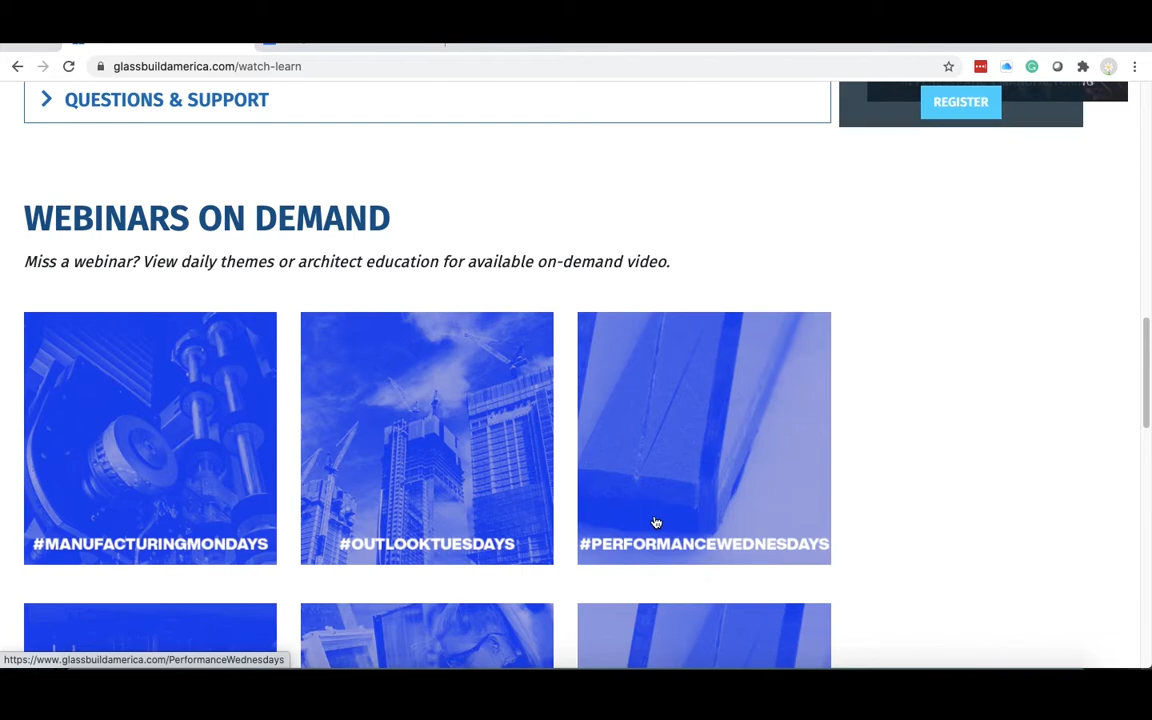 glassbuildamerica.com/watch-learn
QUESTIONS & SUPPORT
REGISTER
WEBINARS ON DEMAND
Miss a webinar? View daily themes or architect education for available on-demand video.
#MANUFACTURINGMONDAYS
#OUTLOOKTUESDAYS
#PERFORMANCEWEDNESDAYS
https://www.glassbuildamerica.com/PerformanceWednesdays